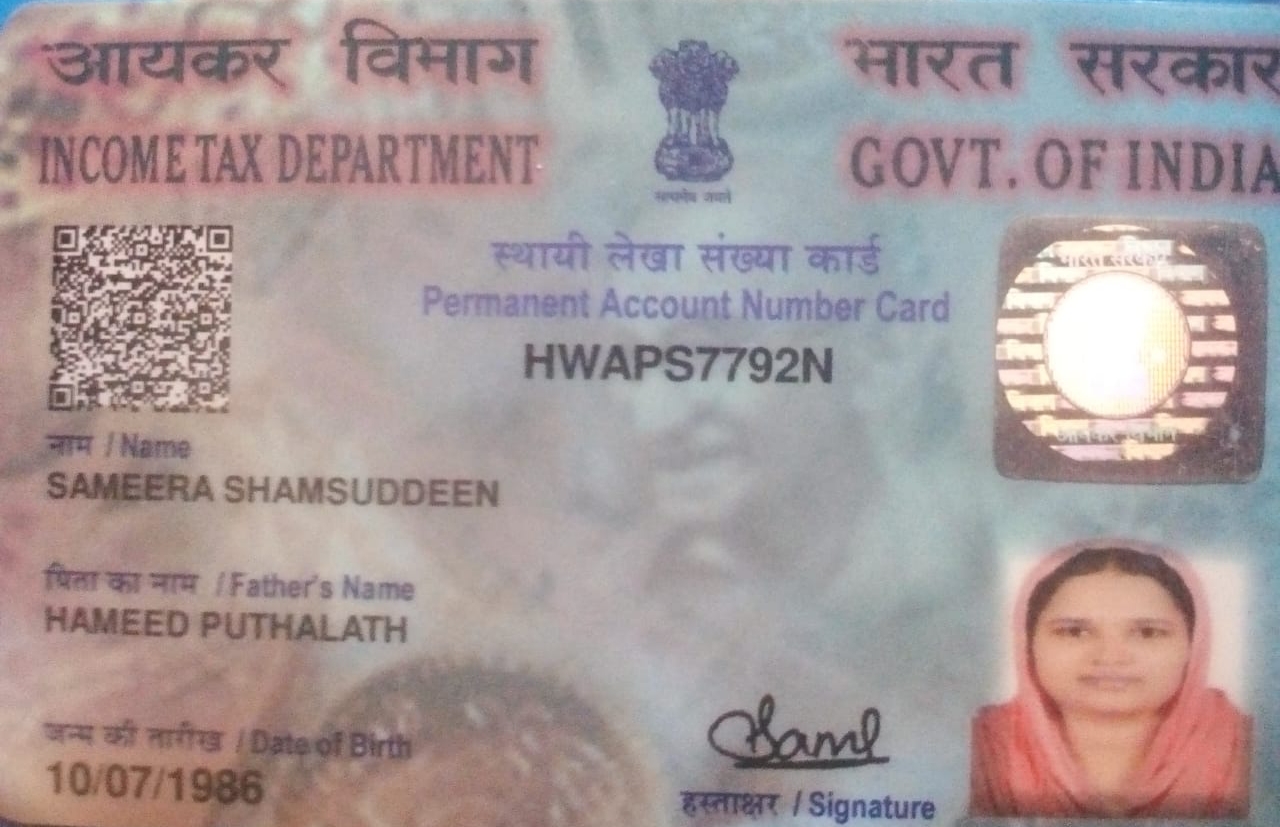 आयकर विभाग
INCOME TAX DEPARTMENT
भारत सरकार
GOVT. OF INDIA
सत्यमेव जयते
स्थायी लेखा संख्या कार्ड
Permanent Account Number Card
HWAPS7792N
नाम / Name
SAMEERA SHAMSUDDEEN
पिता का नाम / Father's Name
HAMEED PUTHALATH
जन्म की तारीख / Date of Birth
10/07/1986
हस्ताक्षर / Signature